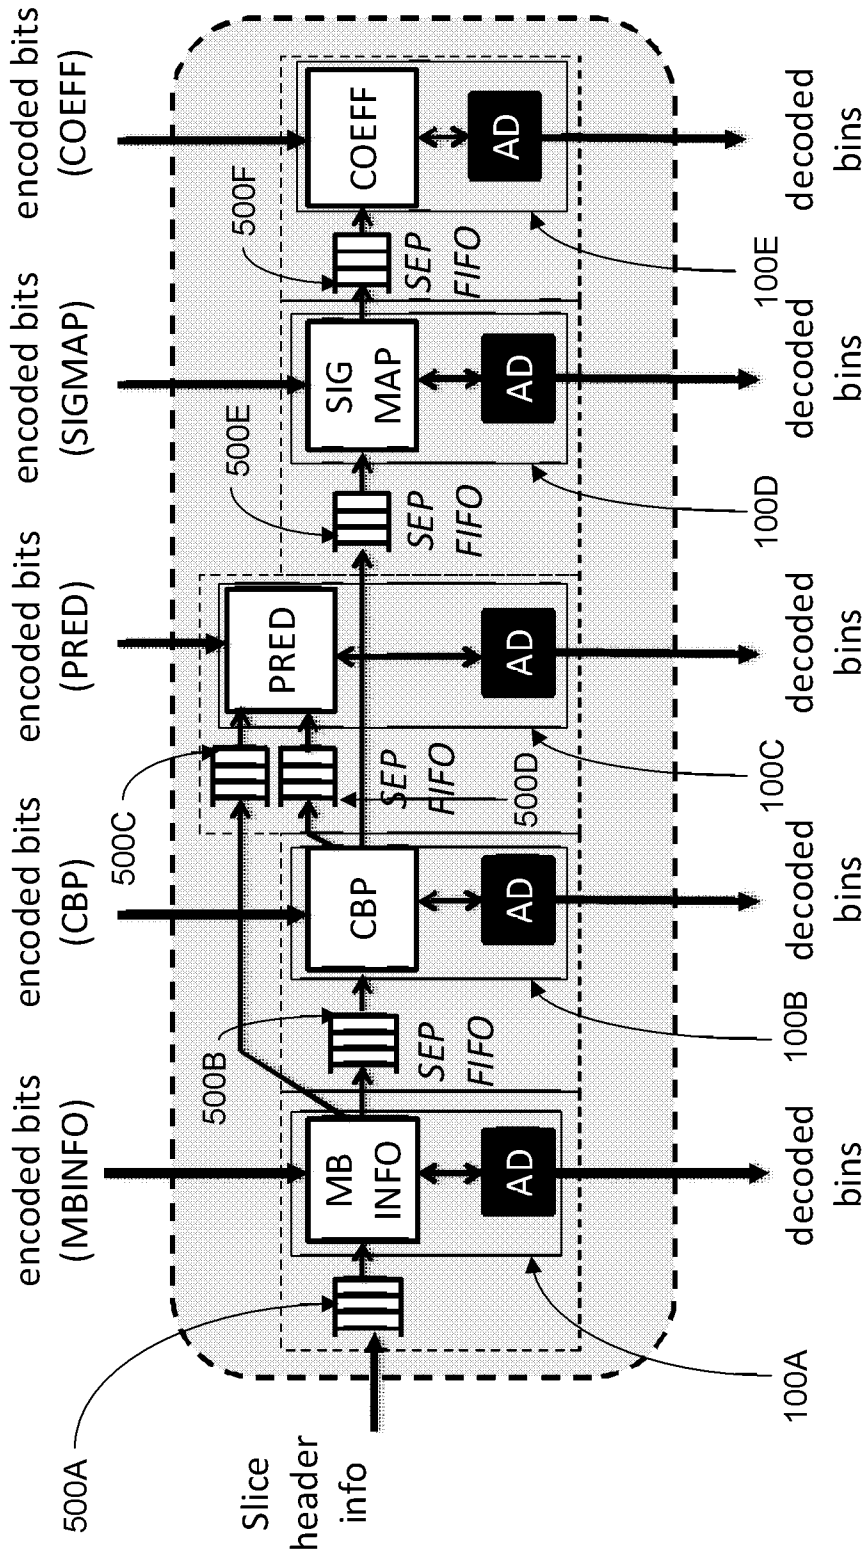 encoded bits
(MBINFO)
encoded bits
(CBP)
encoded bits
(PRED)
encoded bits
(SIGMAP)
encoded bits
(COEFF)
500A
500B
500C
500E
500F
Slice
header
info
MB
INFO
AD
SEP
FIFO
CBP
AD
SEP
FIFO
500D
PRED
AD
SEP
FIFO
SIG
MAP
AD
SEP
FIFO
COEFF
AD
100A
100B
100C
100D
100E
decoded
bins
decoded
bins
decoded
bins
decoded
bins
decoded
bins